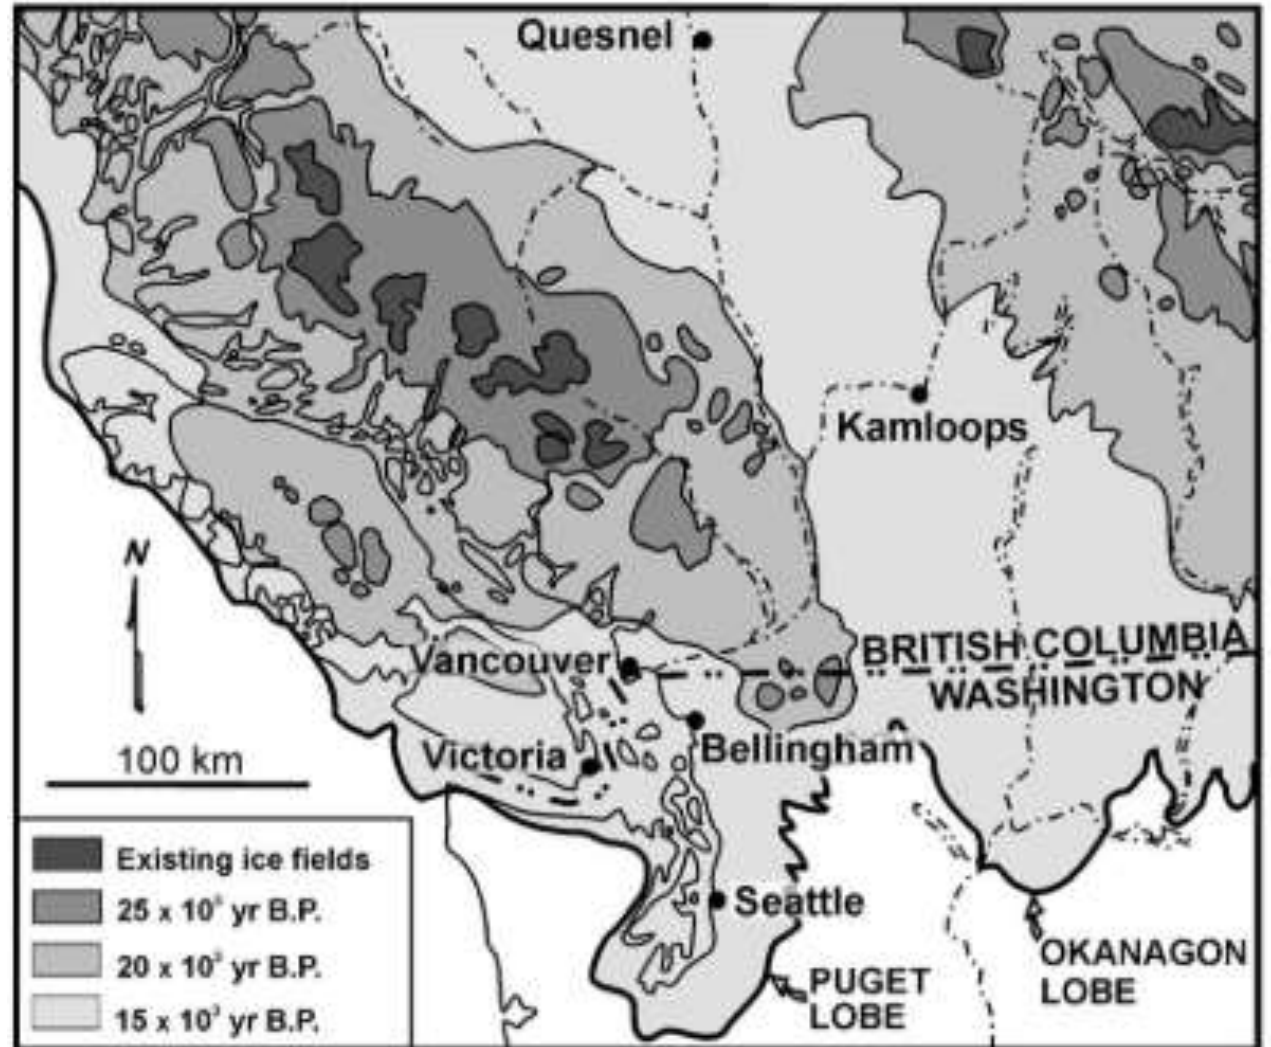 Quesnel
Kamloops
N
BRITISH COLUMBIA
Vancouver
WASHINGTON
Bellingham
Victoria
100 km
Existing ice fields
25 x 10³ yr B.P.
20 x 10³ yr B.P.
15 x 10³ yr B.P.
Seattle
OKANAGON
LOBE
PUGET
LOBE